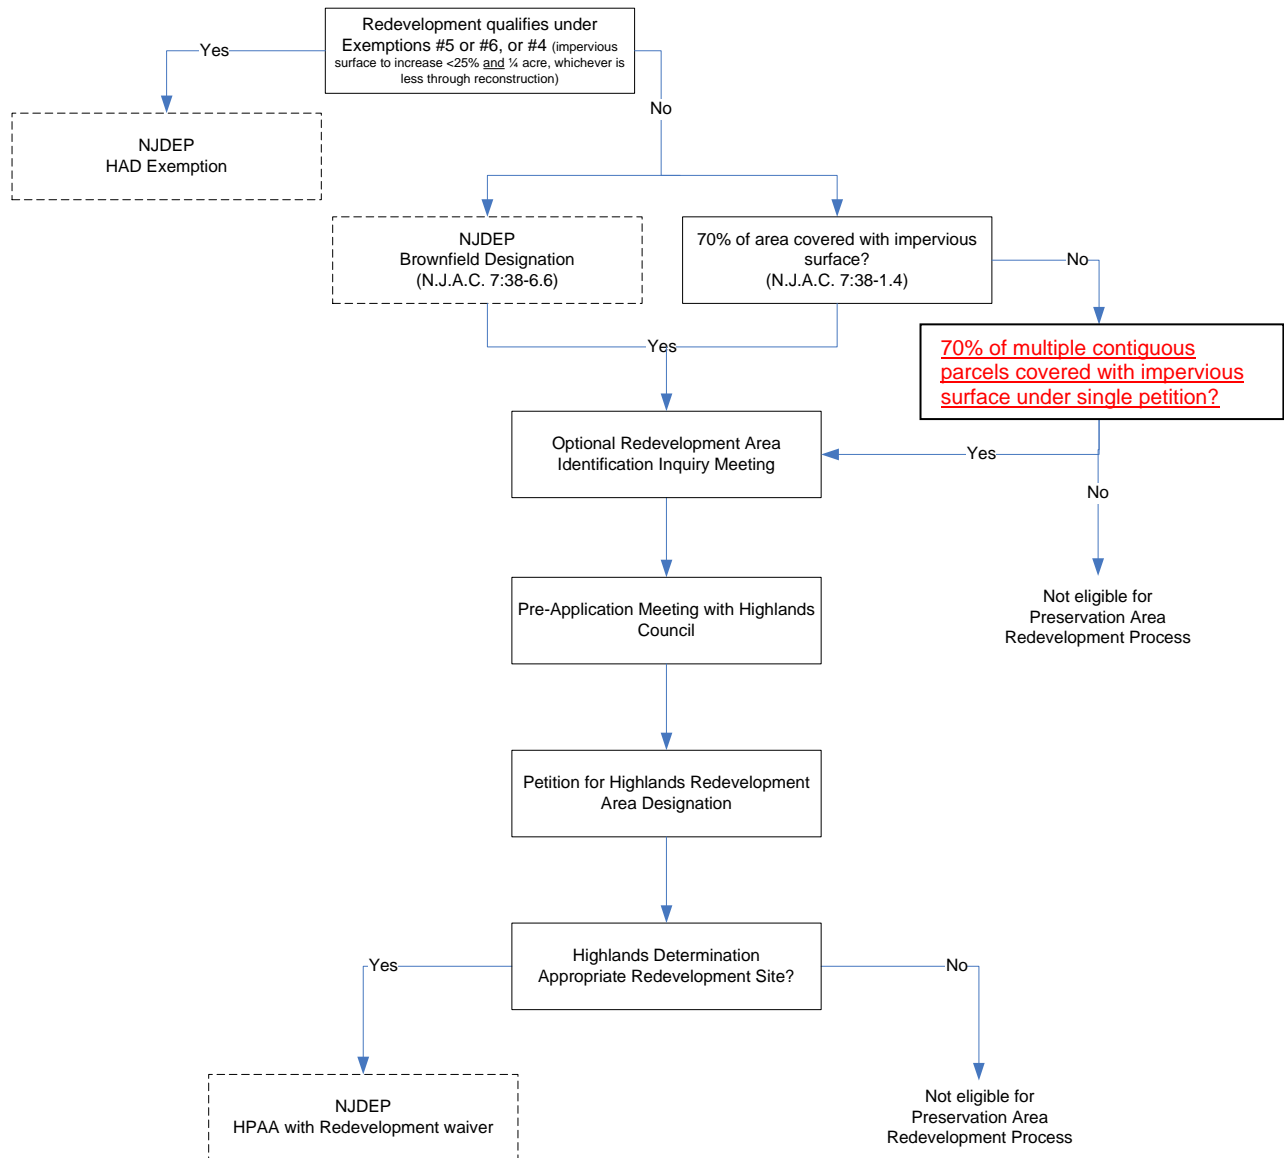 Redevelopment qualifies under
Exemptions #5 or #6, or #4 (impervious
surface to increase <25% and ¼ acre, whichever is
less through reconstruction)
Yes
No
NJDEP
HAD Exemption
NJDEP
Brownfield Designation
(N.J.A.C. 7:38-6.6)
70% of area covered with impervious
surface?
(N.J.A.C. 7:38-1.4)
No
Yes
70% of multiple contiguous
parcels covered with impervious
surface under single petition?
Optional Redevelopment Area
Identification Inquiry Meeting
Yes
No
Pre-Application Meeting with Highlands
Council
Not eligible for
Preservation Area
Redevelopment Process
Petition for Highlands Redevelopment
Area Designation
Highlands Determination
Appropriate Redevelopment Site?
Yes
No
NJDEP
HPAA with Redevelopment waiver
Not eligible for
Preservation Area
Redevelopment Process